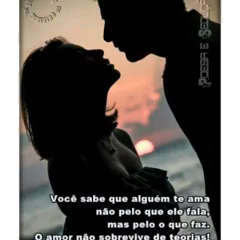 Poesia e
Você sabe que alguém te ama
não pelo que ele fala,
mas pelo o que faz.
O amor não sobrevive de teorias!